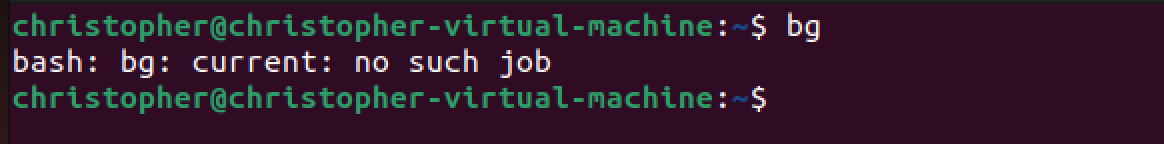 christopher@christopher-virtual-machine:~$ bg
bash: bg: current: no such job
christopher@christopher-virtual-machine:~$